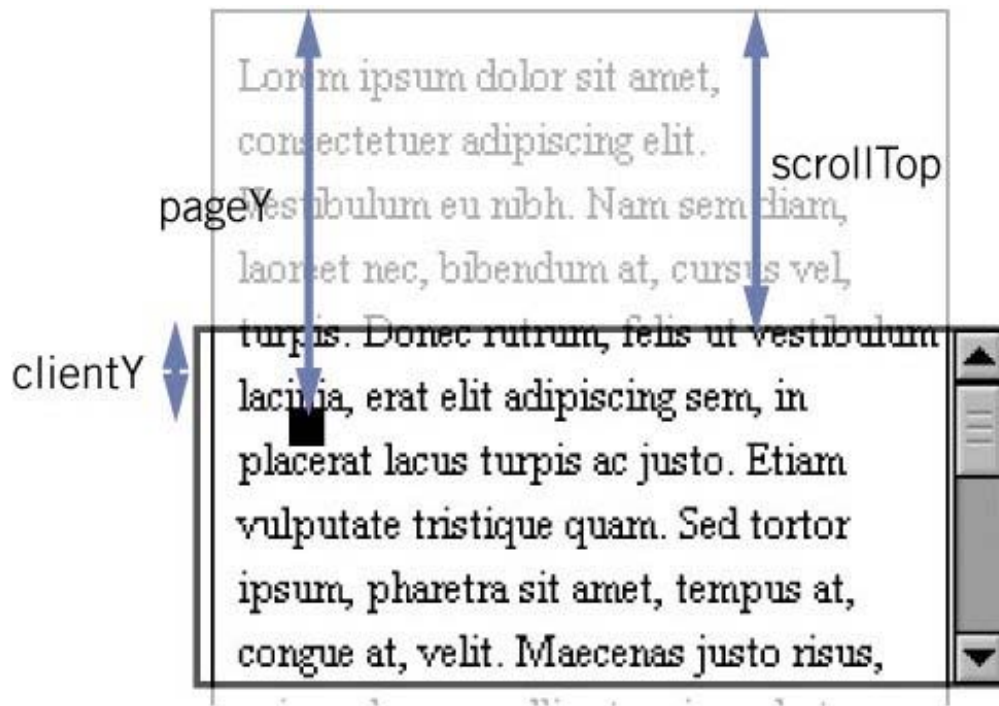 Lorem ipsum dolor sit amet,
consectetuer adipiscing elit.
scrollTop
pageY
Vestibulum eu nibh. Nam sem diam,
laoreet nec, bibendum at, cursus vel,
turpis. Donec rutrum, felis ut vestibulum
clientY
lacinia, erat elit adipiscing sem, in
placerat lacus turpis ac justo. Etiam
vulputate tristique quam. Sed tortor
ipsum, pharetra sit amet, tempus at,
congue at, velit. Maecenas justo risus,